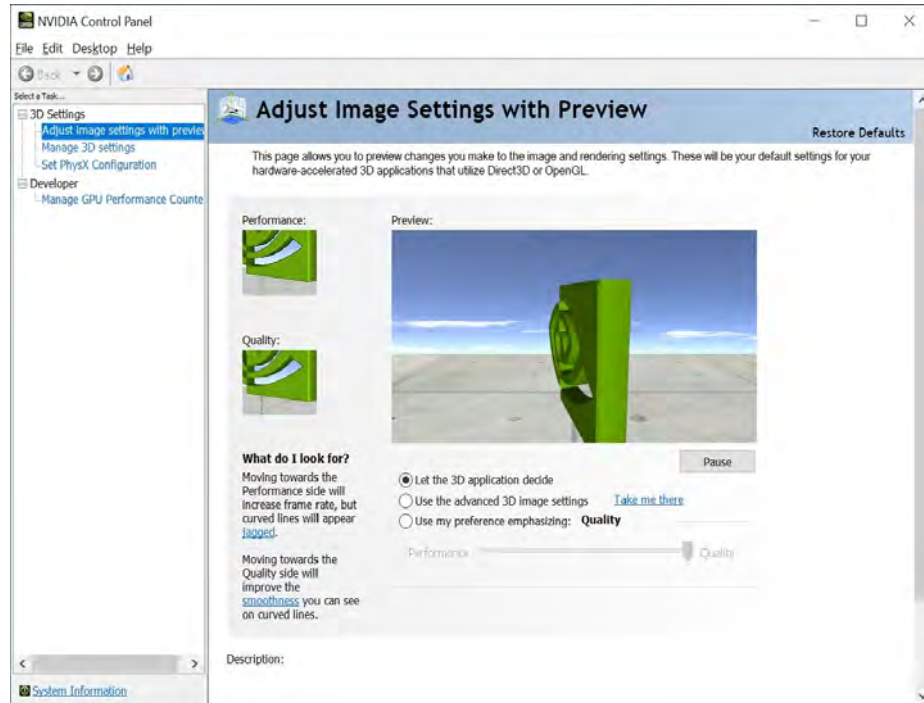 NVIDIA Control Panel
File Edit Desktop Help
Back
Select a Task...
3D Settings
Adjust image settings with preview
Manage 3D settings
Set PhysX Configuration
Developer
Manage GPU Performance Counte
System Information
Adjust Image Settings with Preview
Restore Defaults
This page allows you to preview changes you make to the image and rendering settings. These will be your default settings for your
hardware-accelerated 3D applications that utilize Direct3D or OpenGL.
Performance:
Quality:
What do I look for?
Moving towards the
Performance side will
increase frame rate, but
curved lines will appear
jagged.
Moving towards the
Quality side will
improve the
smoothness you can see
on curved lines.
Preview:
Pause
Let the 3D application decide
Use the advanced 3D image settings Take me there
Use my preference emphasizing: Quality
Performance Quality
Description: